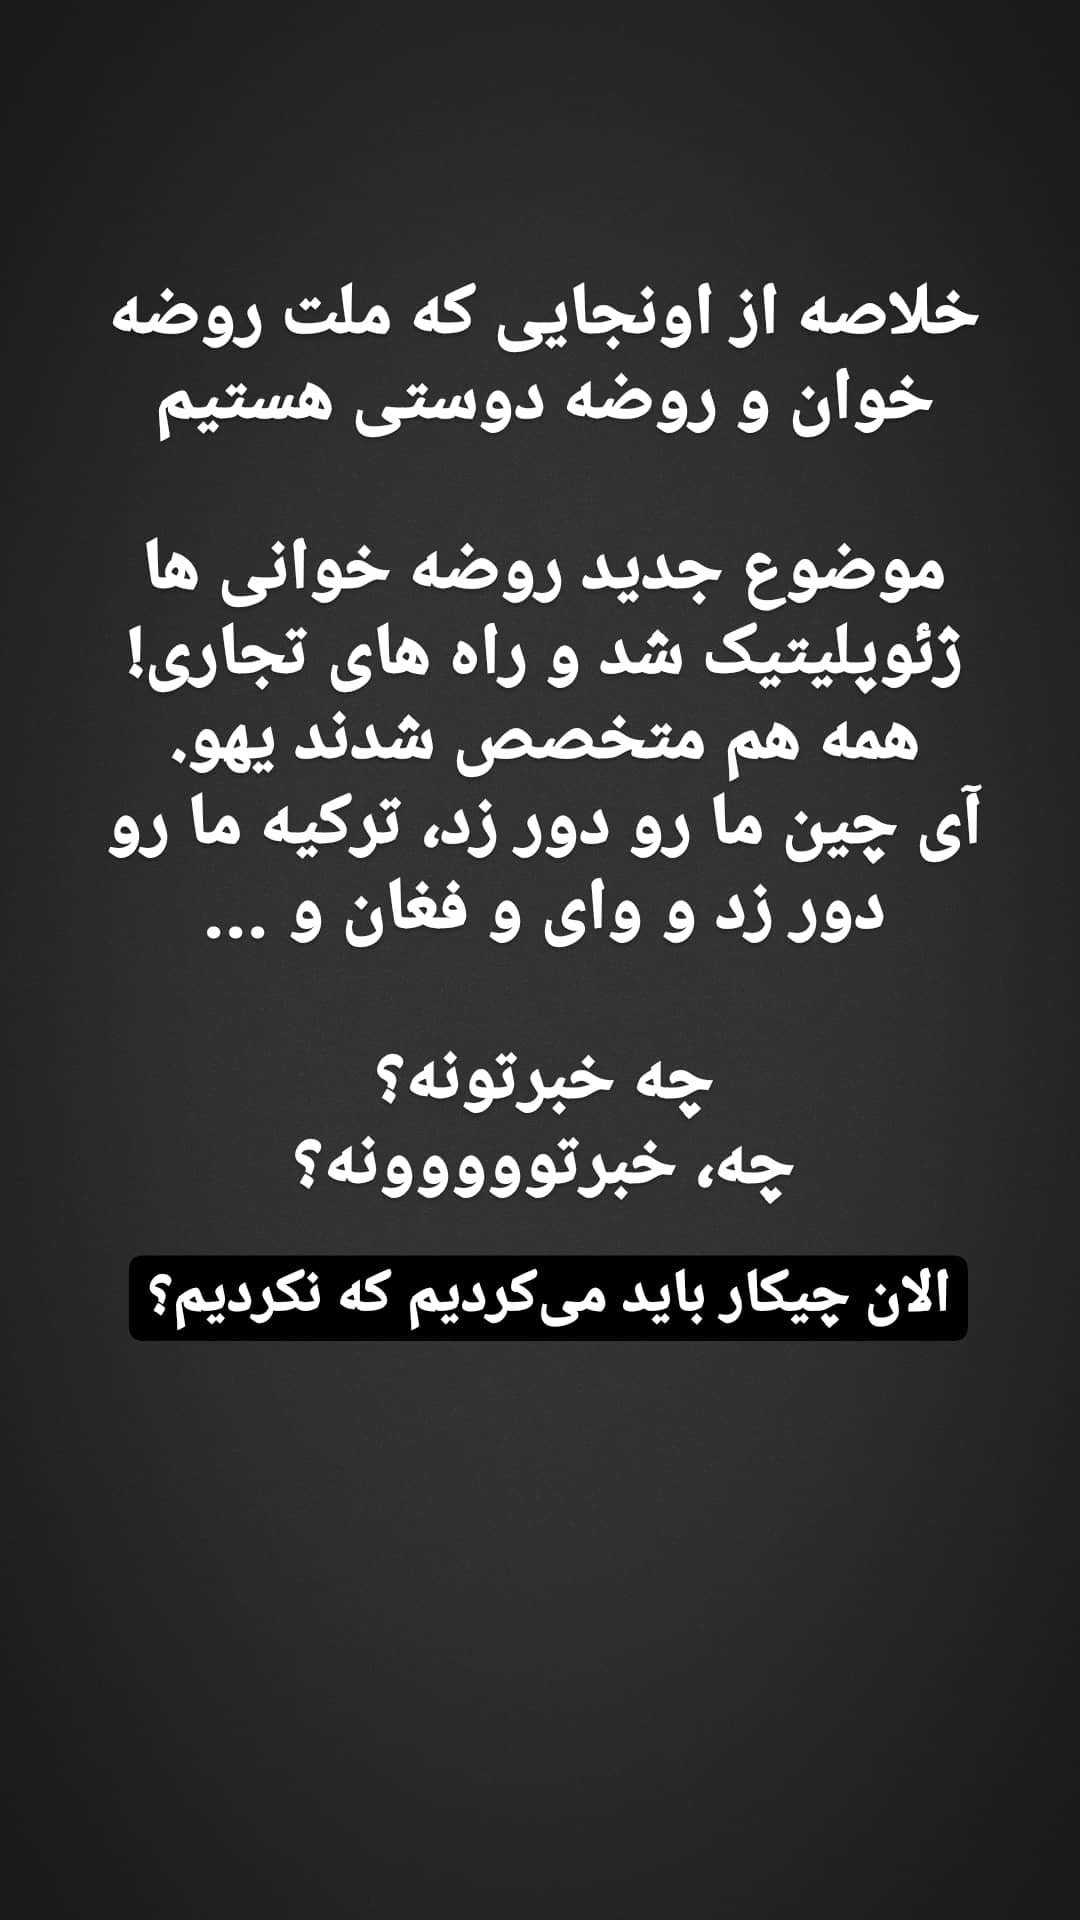 خلاصه از اونجایی که ملت روضه
خوان و روضه دوستی هستیم
موضوع جدید روضه خوانی ها
ژئوپلیتیک شد و راه های تجاری!
همه هم متخصص شدند یهو.
آی چین ما رو دور زد، ترکیه ما رو
دور زد و وای و فغان و ...
چه خبرتونه؟
چه، خبرتوووووونه؟
الان چیکار باید می‌کردیم که نکردیم؟